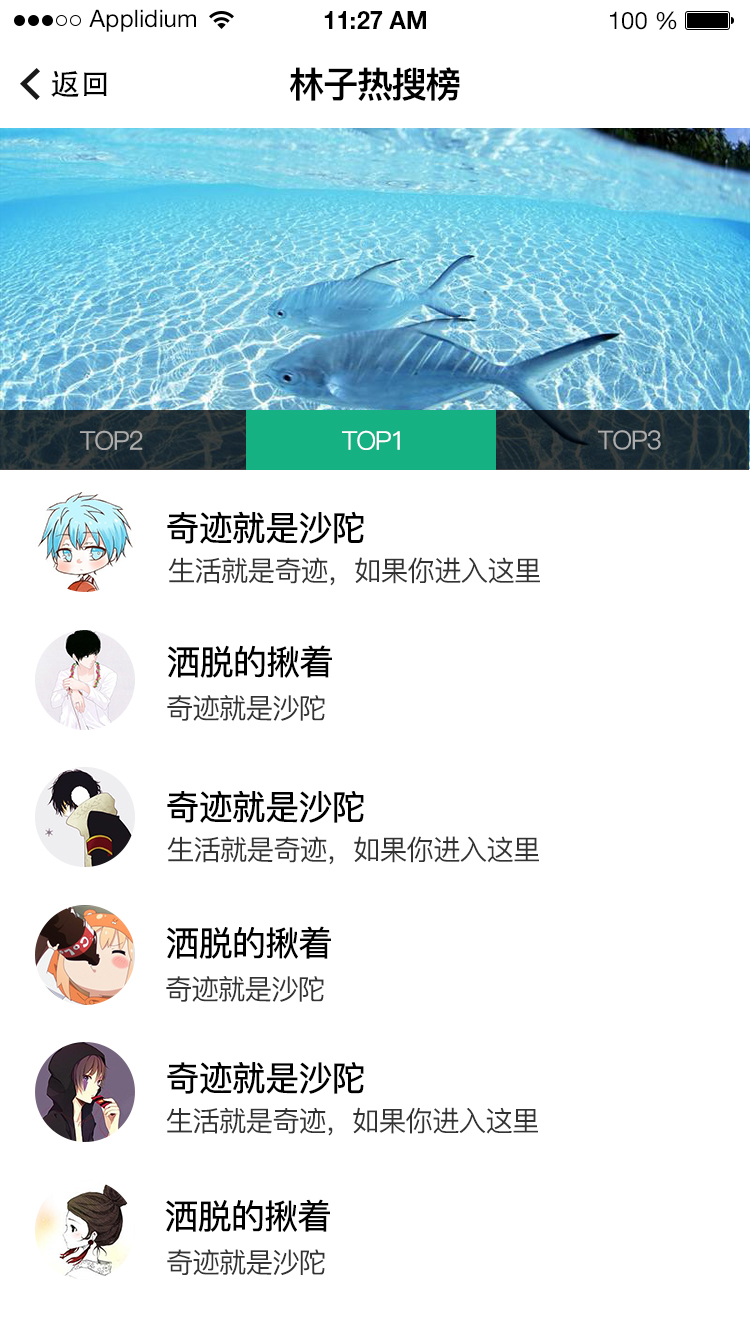 Applidium 11:27 AM 100 %
返回 林子热搜榜
TOP2 TOP1 TOP3
奇迹就是沙陀
生活就是奇迹，如果你进入这里
洒脱的揪着
奇迹就是沙陀
奇迹就是沙陀
生活就是奇迹，如果你进入这里
洒脱的揪着
奇迹就是沙陀
奇迹就是沙陀
生活就是奇迹，如果你进入这里
洒脱的揪着
奇迹就是沙陀